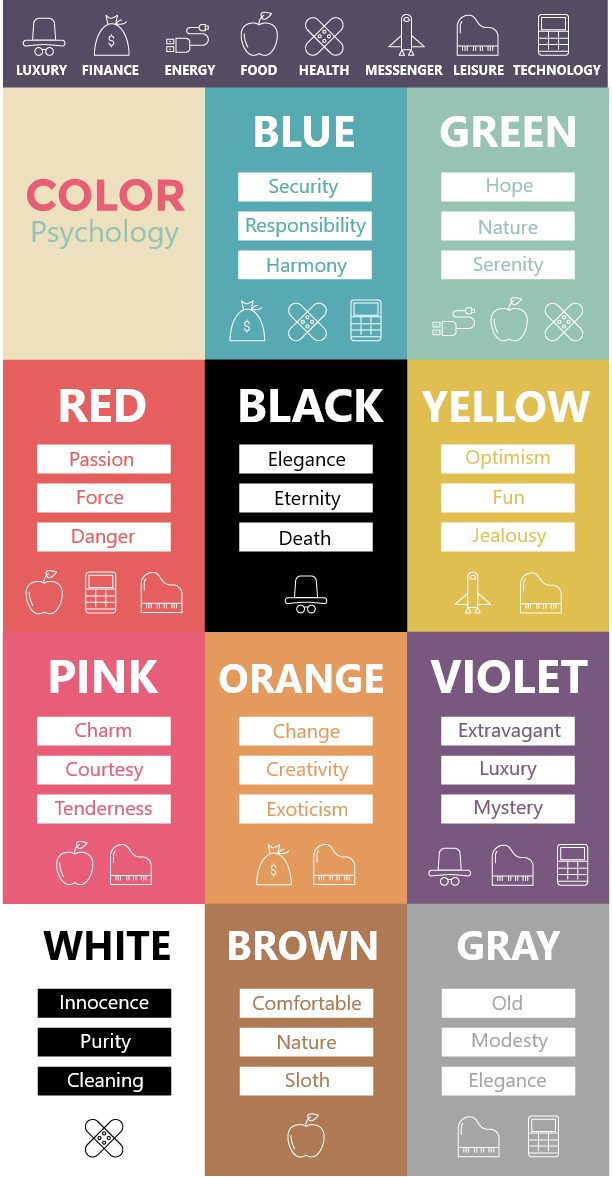 LUXURY FINANCE ENERGY FOOD HEALTH MESSENGER LEISURE TECHNOLOGY
COLOR
Psychology
BLUE
Security
Responsibility
Harmony
$
GREEN
Hope
Nature
Serenity
RED
Passion
Force
Danger
BLACK
Elegance
Eternity
Death
YELLOW
Optimism
Fun
Jealousy
PINK
Charm
Courtesy
Tenderness
ORANGE
Change
Creativity
Exoticism
$
VIOLET
Extravagant
Luxury
Mystery
WHITE
Innocence
Purity
Cleaning
BROWN
Comfortable
Nature
Sloth
GRAY
Old
Modesty
Elegance